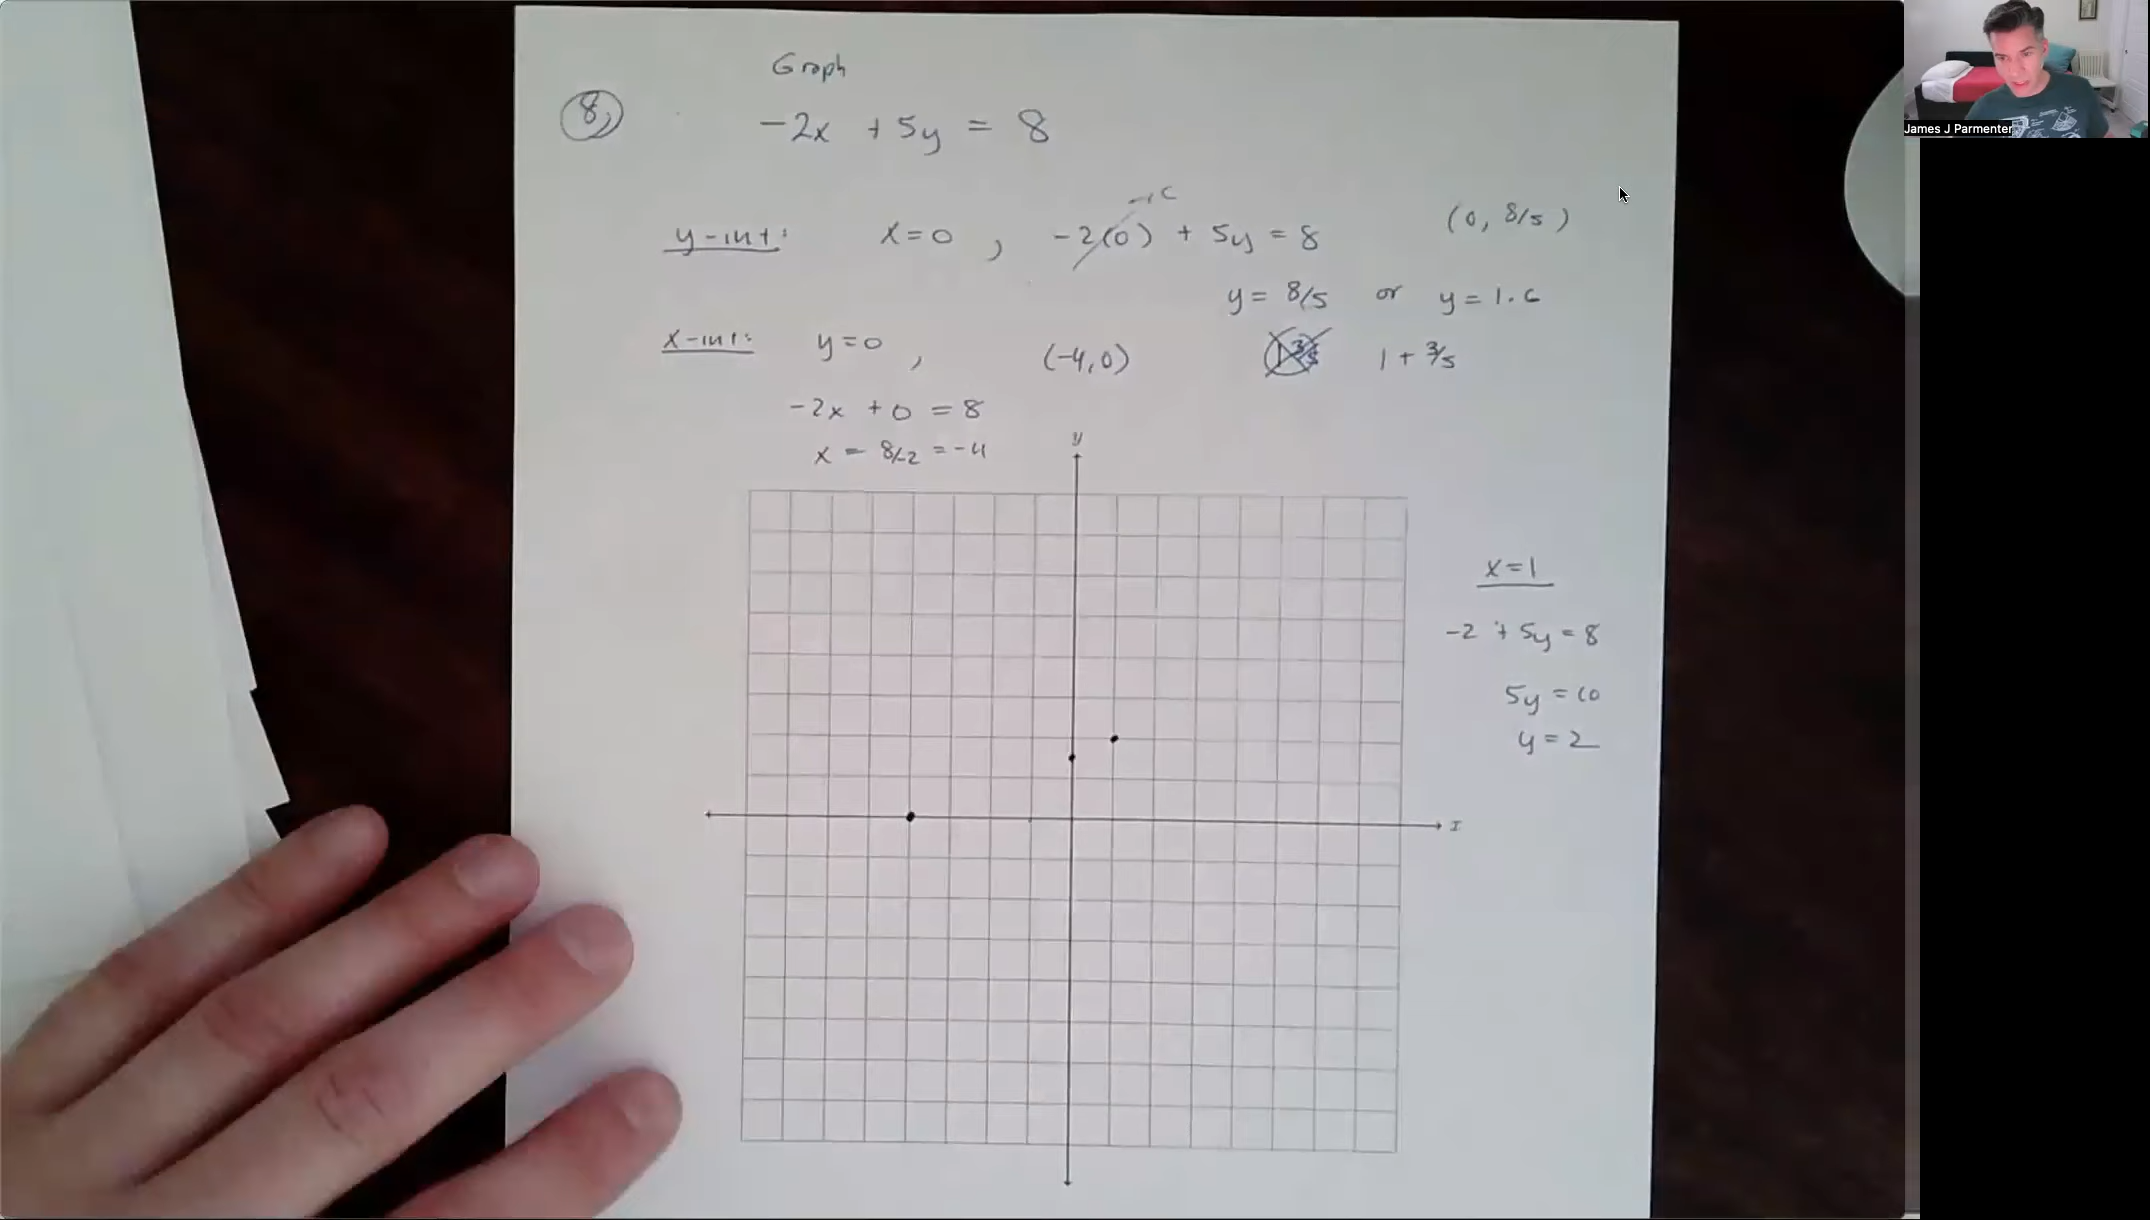 Graph
8) -2x + 5y = 8
y-int: x=0, -2(0) + 5y = 8 (0, 8/5)
y = 8/5 or y = 1.6
x-int: y=0, (-4,0) 1 + 3/5
-2x + 0 = 8
x = 8/-2 = -4
y
x=1
-2 + 5y = 8
5y = 10
y = 2
x
James J Parmenter